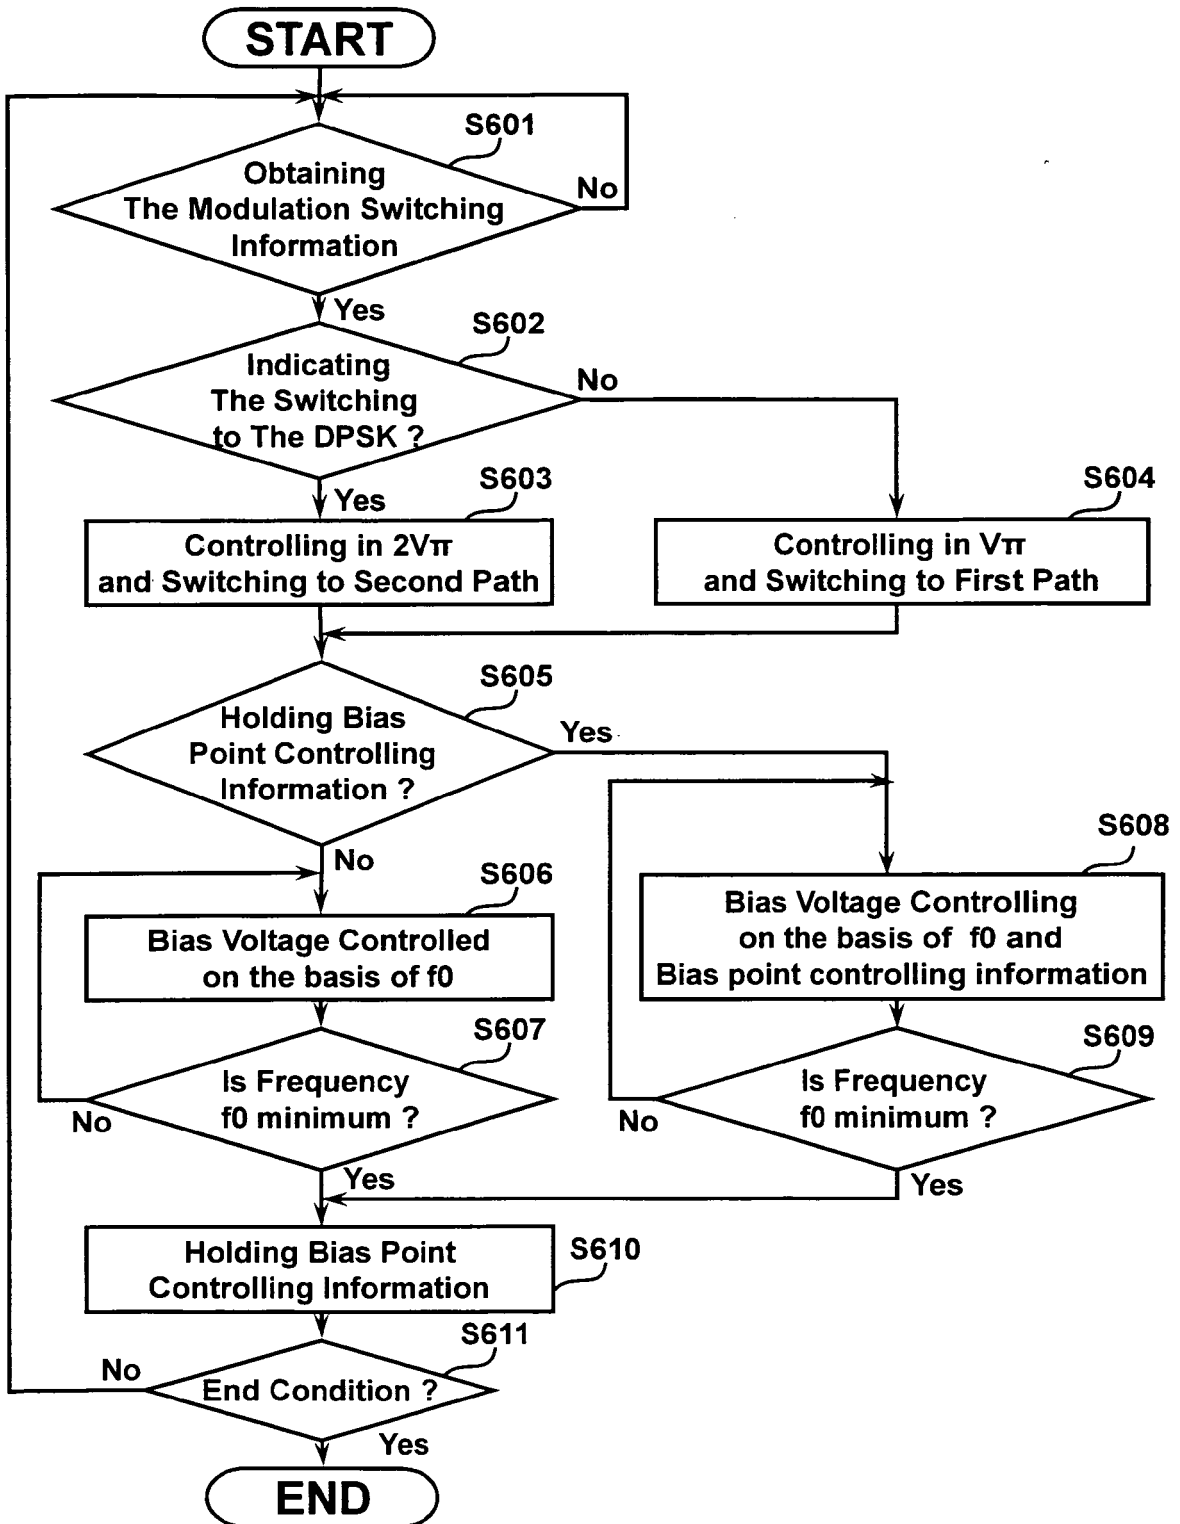 START
S601
Obtaining
The Modulation Switching
Information
No
Yes
S602
Indicating
The Switching
to The DPSK ?
No
Yes
S603
Controlling in 2Vπ
and Switching to Second Path
S604
Controlling in Vπ
and Switching to First Path
S605
Holding Bias
Point Controlling
Information ?
Yes
No
S606
Bias Voltage Controlled
on the basis of f0
S608
Bias Voltage Controlling
on the basis of f0 and
Bias point controlling information
S607
Is Frequency
f0 minimum ?
No
Yes
S609
Is Frequency
f0 minimum ?
No
Yes
Holding Bias Point
Controlling Information
S610
S611
End Condition ?
No
Yes
END